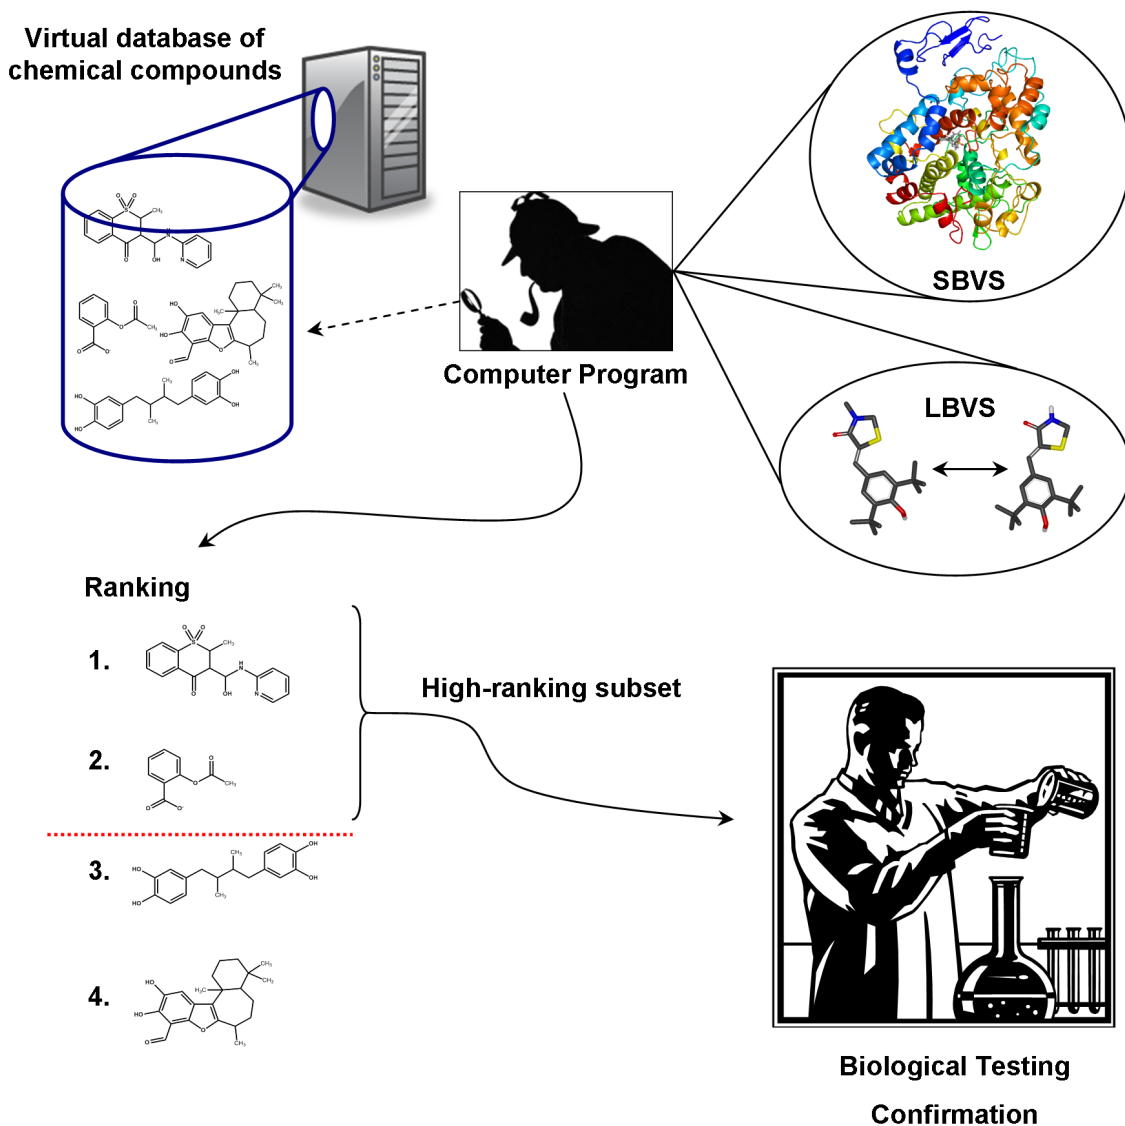 Virtual database of
chemical compounds
SBVS
Computer Program
LBVS
Ranking
1.
High-ranking subset
2.
3.
4.
Biological Testing
Confirmation